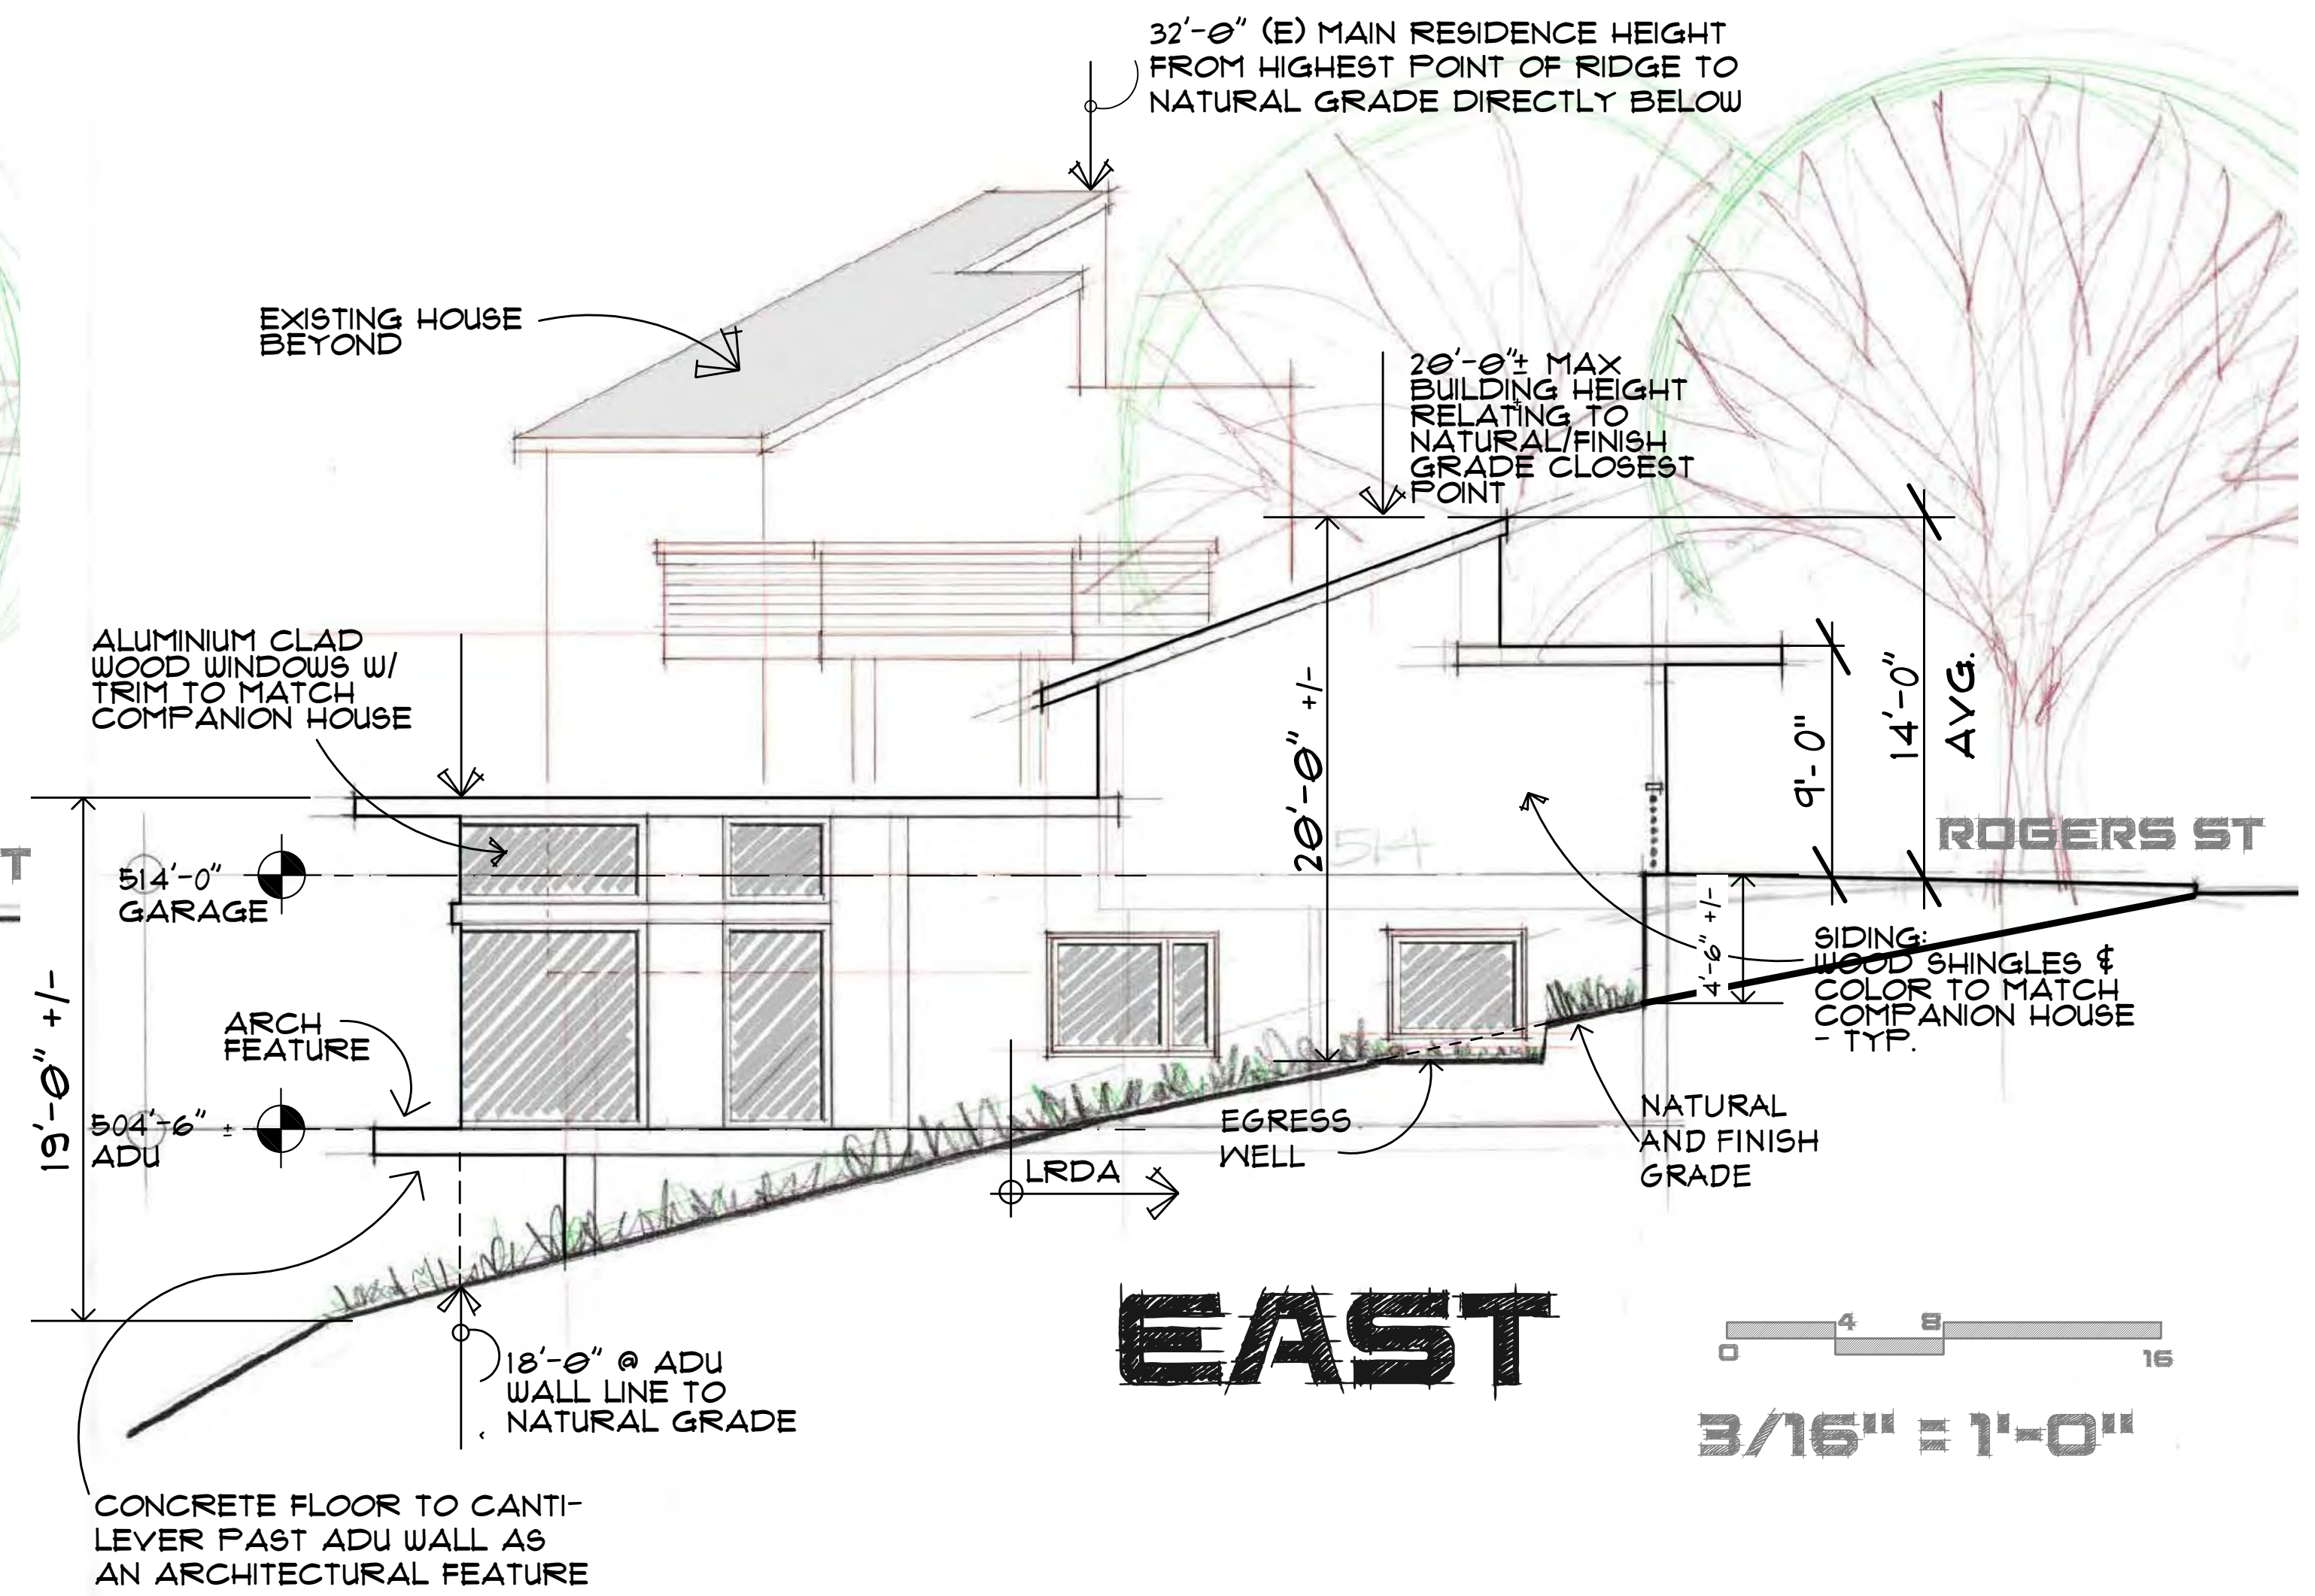 32'-0" (E) MAIN RESIDENCE HEIGHT
FROM HIGHEST POINT OF RIDGE TO
NATURAL GRADE DIRECTLY BELOW
EXISTING HOUSE
BEYOND
20'-0"± MAX
BUILDING HEIGHT
RELATING TO
NATURAL/FINISH
GRADE CLOSEST
POINT
ALUMINIUM CLAD
WOOD WINDOWS W/
TRIM TO MATCH
COMPANION HOUSE
20'-0" +/-
9'-0"
14'-0"
AVG.
514
ROGERS ST
T
514'-0"
GARAGE
4'-6" +/-
SIDING:
WOOD SHINGLES &
COLOR TO MATCH
COMPANION HOUSE
- TYP.
19'-0" +/-
ARCH
FEATURE
504'-6" ±
ADU
EGRESS
WELL
NATURAL
AND FINISH
GRADE
LRDA
18'-0" @ ADU
WALL LINE TO
NATURAL GRADE
EAST
0 4 8 16
3/16" = 1'-0"
CONCRETE FLOOR TO CANTI-
LEVER PAST ADU WALL AS
AN ARCHITECTURAL FEATURE